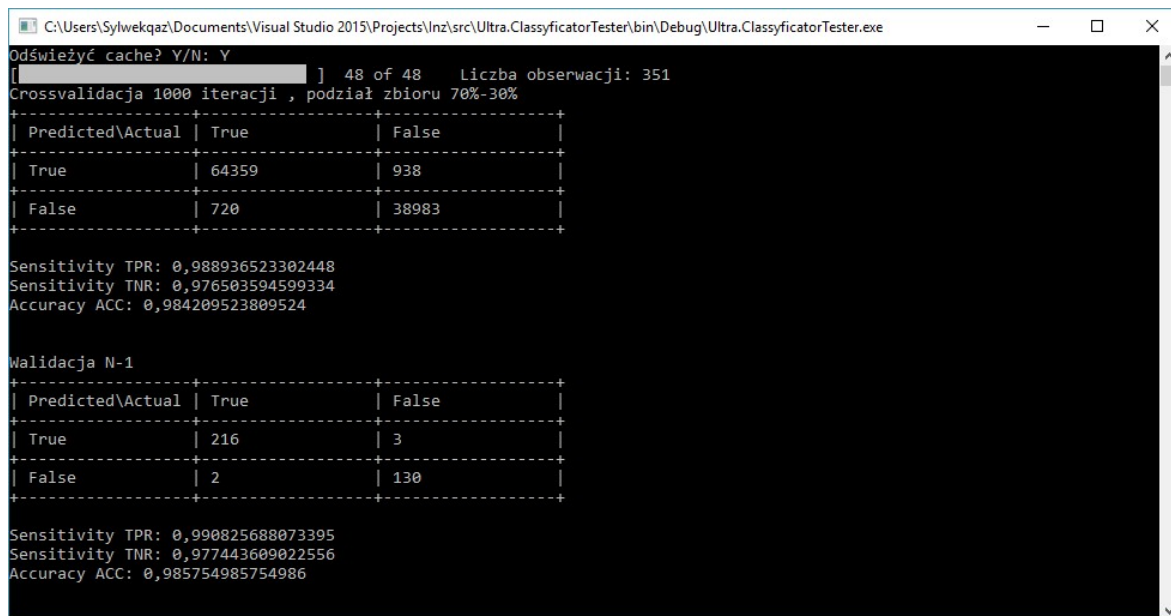 C:\Users\Sylwekqaz\Documents\Visual Studio 2015\Projects\Inz\src\Ultra.ClassyficatorTester\bin\Debug\Ultra.ClassyficatorTester.exe
Odświeżyć cache? Y/N: Y
[ ] 48 of 48 Liczba obserwacji: 351
Crossvalidacja 1000 iteracji , podział zbioru 70%-30%
+------------------+------------------+------------------+
| Predicted\Actual | True | False |
+------------------+------------------+------------------+
| True | 64359 | 938 |
+------------------+------------------+------------------+
| False | 720 | 38983 |
+------------------+------------------+------------------+
Sensitivity TPR: 0,988936523302448
Sensitivity TNR: 0,976503594599334
Accuracy ACC: 0,984209523809524
Walidacja N-1
+------------------+------------------+------------------+
| Predicted\Actual | True | False |
+------------------+------------------+------------------+
| True | 216 | 3 |
+------------------+------------------+------------------+
| False | 2 | 130 |
+------------------+------------------+------------------+
Sensitivity TPR: 0,990825688073395
Sensitivity TNR: 0,977443609022556
Accuracy ACC: 0,985754985754986